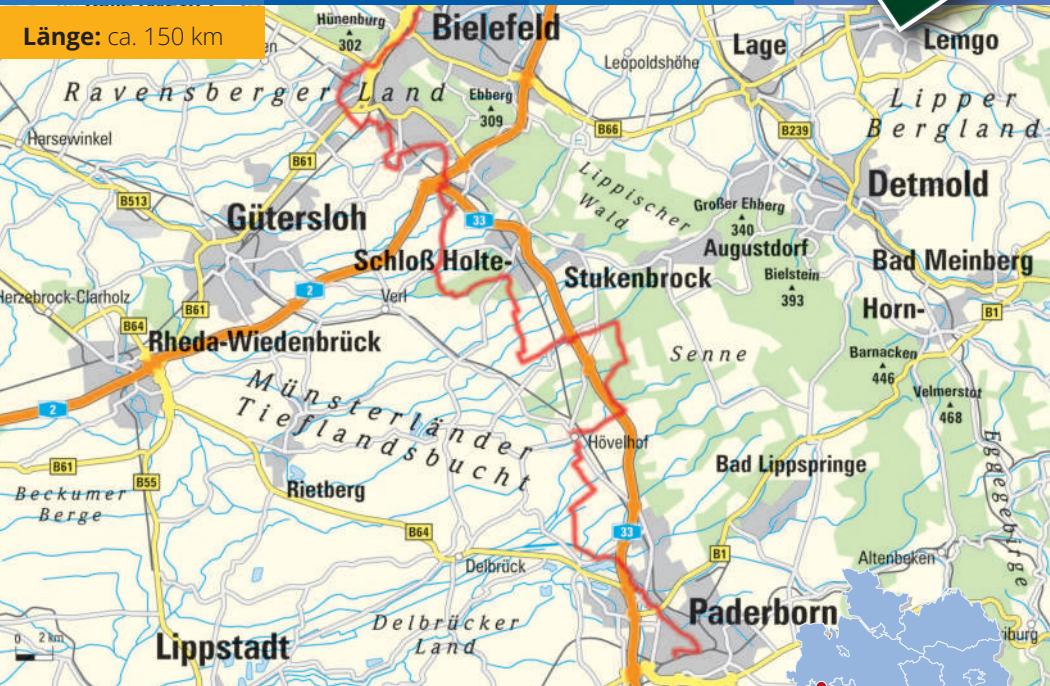 Länge: ca. 150 km
Hünenburg
302
Bielefeld
Lage
Lemgo
Leopoldshöhe
Ravensberger Land
Ebberg
309
Lipper
Bergland
B66
B239
Harsewinkel
B61
B513
Lippischer
Wald
Detmold
Gütersloh
33
Großer Ehberg
340
Augustdorf
Schloß Holte-
Stukenbrock
Bielstein
393
Bad Meinberg
Herzebrock-Clarholz
2
Verl
B61
B64
Horn-
B1
Rheda-Wiedenbrück
Senne
Barnacken
446
Velmerstot
468
2
Münsterländer
Tieflandsbucht
Hövelhof
Eggegebirge
B61
B55
Beckumer
Berge
Rietberg
Bad Lippspringe
B64
33
B1
Delbrück
Altenbeken
Delbrücker
Land
Paderborn
0 2 km
Lippstadt